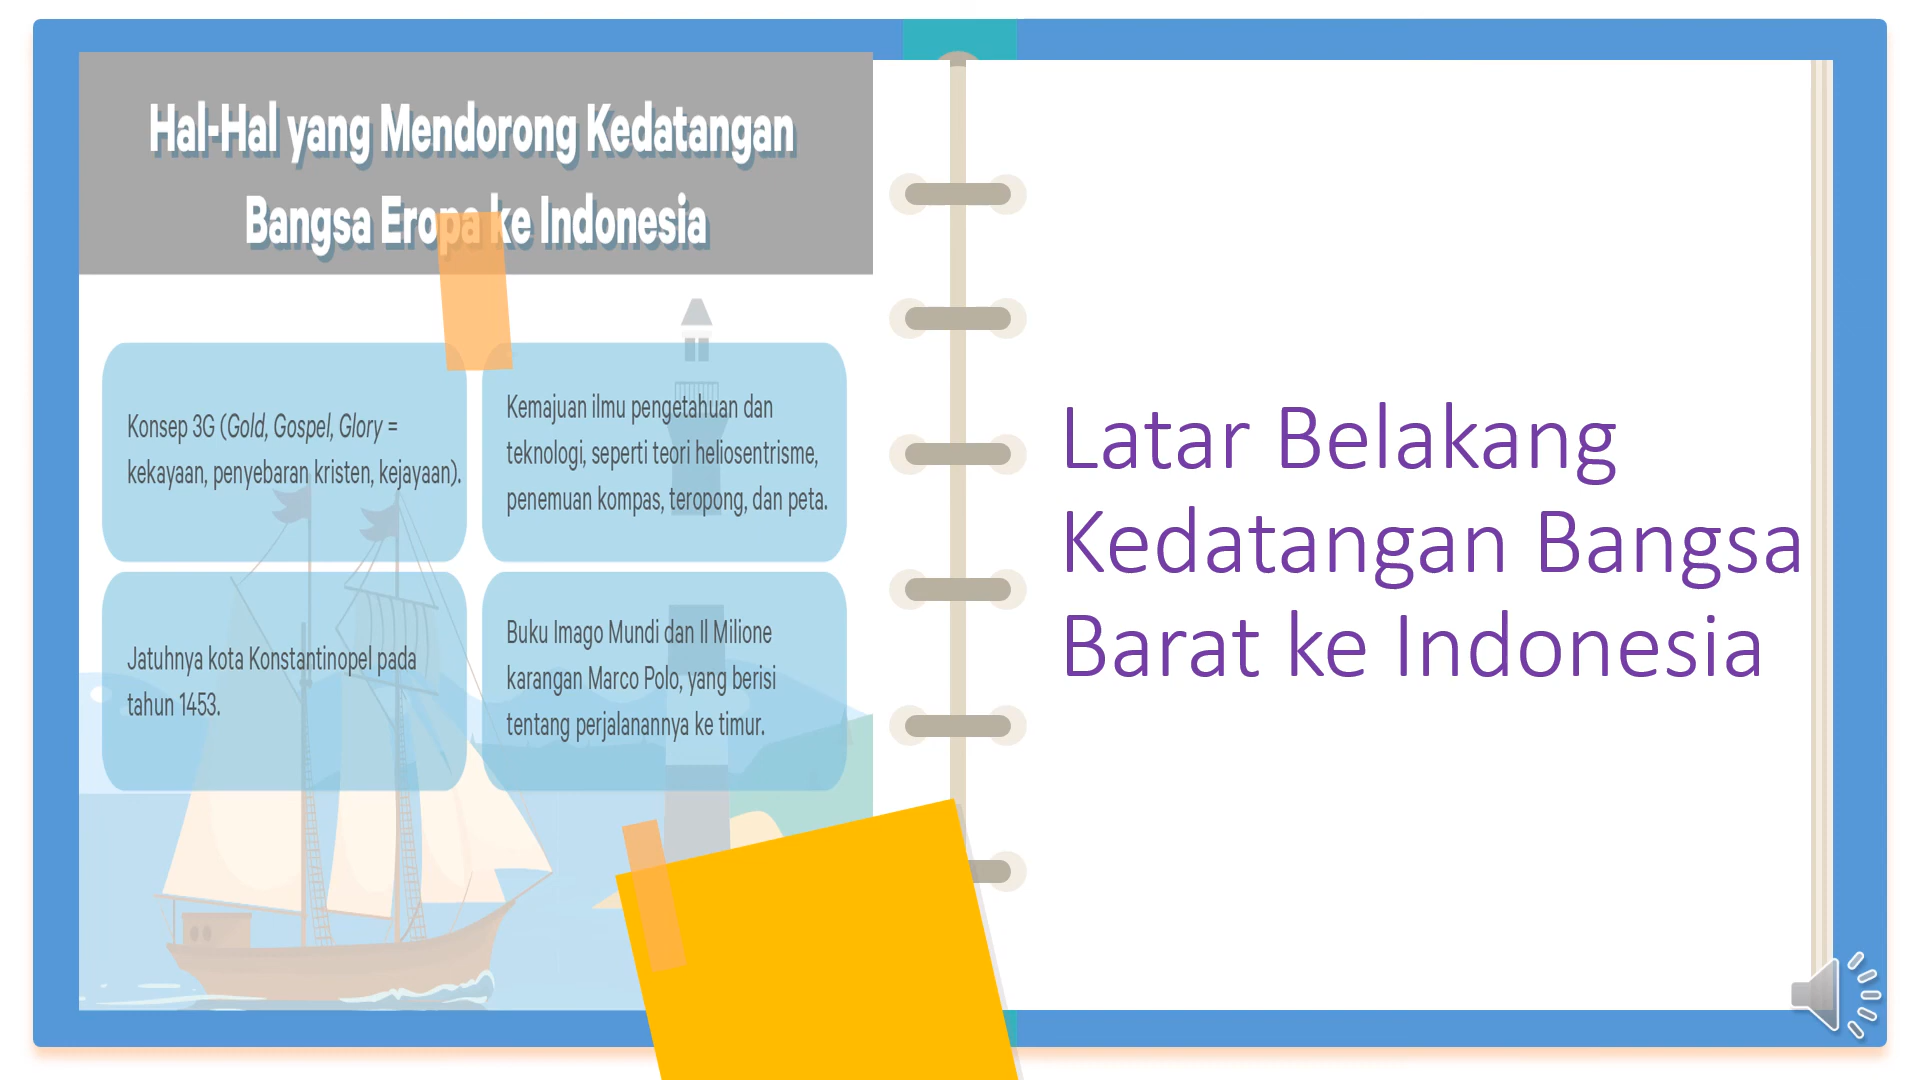 Hal-Hal yang Mendorong Kedatangan
Bangsa Eropa ke Indonesia
Konsep 3G (Gold, Gospel, Glory =
kekayaan, penyebaran kristen, kejayaan).
Kemajuan ilmu pengetahuan dan
teknologi, seperti teori heliosentrisme,
penemuan kompas, teropong, dan peta.
Jatuhnya kota Konstantinopel pada
tahun 1453.
Buku Imago Mundi dan Il Milione
karangan Marco Polo, yang berisi
tentang perjalanannya ke timur.
Latar Belakang
Kedatangan Bangsa
Barat ke Indonesia